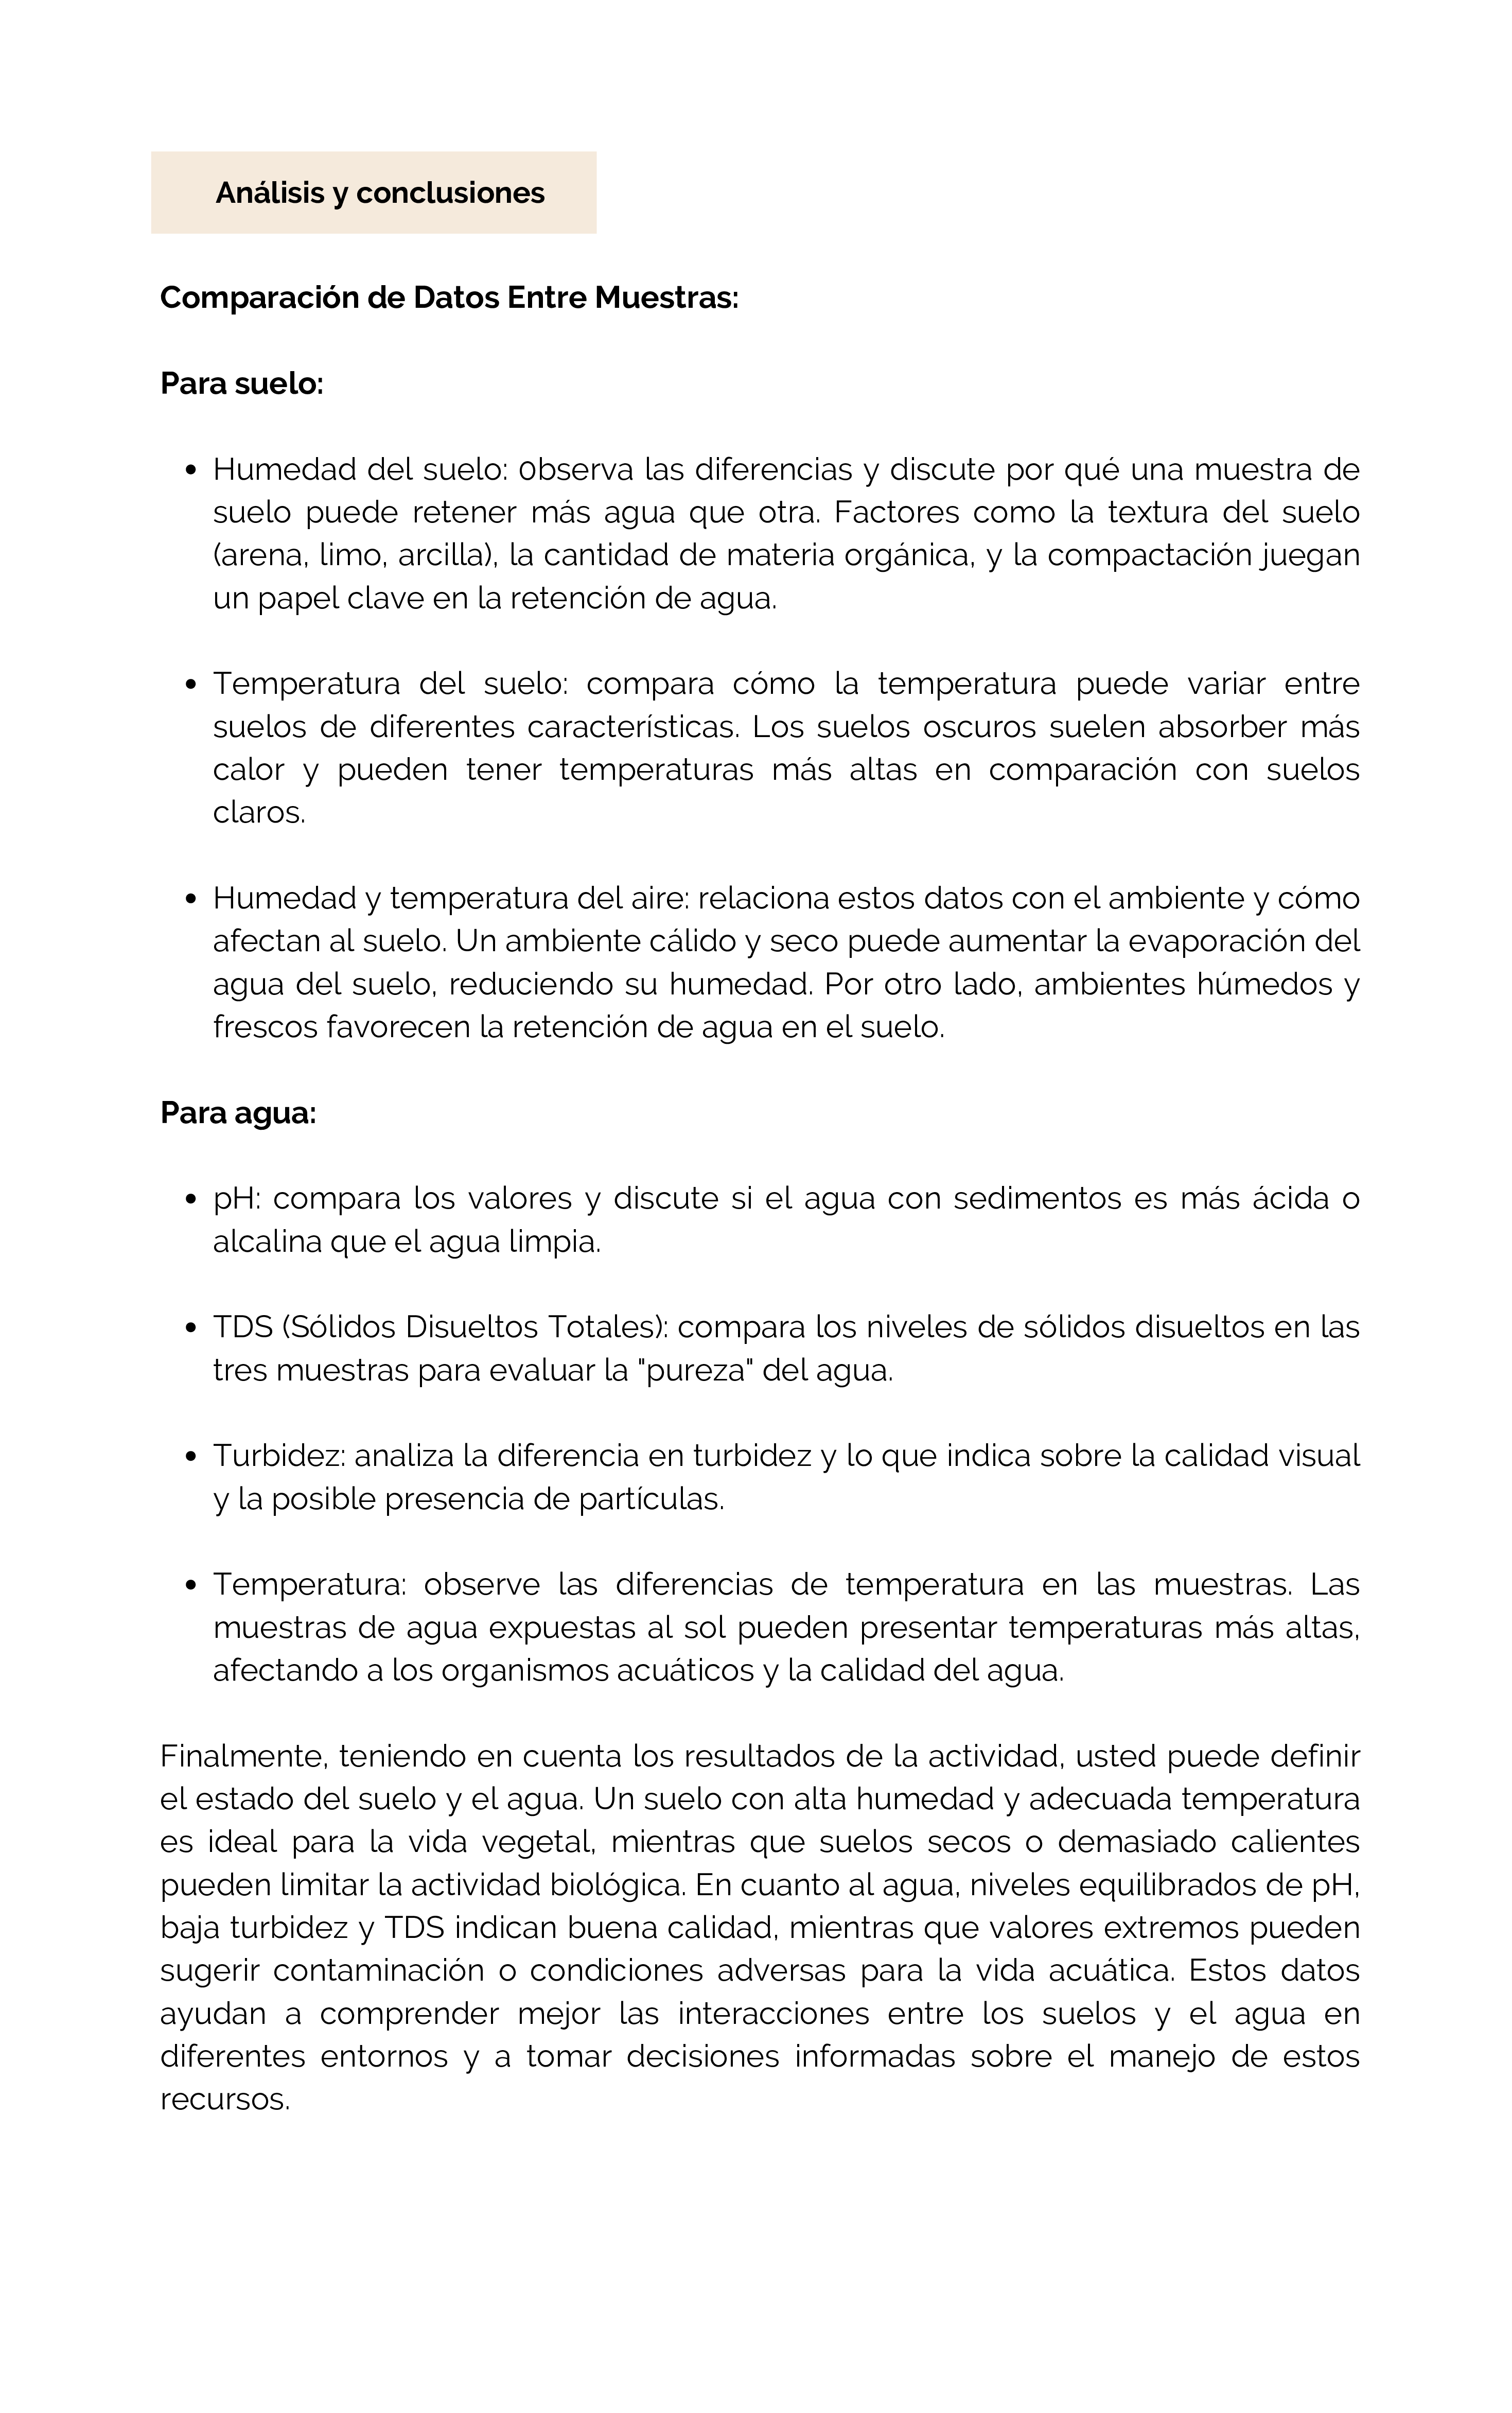 Análisis y conclusiones
Comparación de Datos Entre Muestras:
Para suelo:
• Humedad del suelo: 0bserva las diferencias y discute por qué una muestra de
suelo puede retener más agua que otra. Factores como la textura del suelo
(arena, limo, arcilla), la cantidad de materia orgánica, y la compactación juegan
un papel clave en la retención de agua.
• Temperatura del suelo: compara cómo la temperatura puede variar entre
suelos de diferentes características. Los suelos oscuros suelen absorber más
calor y pueden tener temperaturas más altas en comparación con suelos
claros.
• Humedad y temperatura del aire: relaciona estos datos con el ambiente y cómo
afectan al suelo. Un ambiente cálido y seco puede aumentar la evaporación del
agua del suelo, reduciendo su humedad. Por otro lado, ambientes húmedos y
frescos favorecen la retención de agua en el suelo.
Para agua:
• pH: compara los valores y discute si el agua con sedimentos es más ácida o
alcalina que el agua limpia.
• TDS (Sólidos Disueltos Totales): compara los niveles de sólidos disueltos en las
tres muestras para evaluar la "pureza" del agua.
• Turbidez: analiza la diferencia en turbidez y lo que indica sobre la calidad visual
y la posible presencia de partículas.
• Temperatura: observe las diferencias de temperatura en las muestras. Las
muestras de agua expuestas al sol pueden presentar temperaturas más altas,
afectando a los organismos acuáticos y la calidad del agua.
Finalmente, teniendo en cuenta los resultados de la actividad, usted puede definir
el estado del suelo y el agua. Un suelo con alta humedad y adecuada temperatura
es ideal para la vida vegetal, mientras que suelos secos o demasiado calientes
pueden limitar la actividad biológica. En cuanto al agua, niveles equilibrados de pH,
baja turbidez y TDS indican buena calidad, mientras que valores extremos pueden
sugerir contaminación o condiciones adversas para la vida acuática. Estos datos
ayudan a comprender mejor las interacciones entre los suelos y el agua en
diferentes entornos y a tomar decisiones informadas sobre el manejo de estos
recursos.